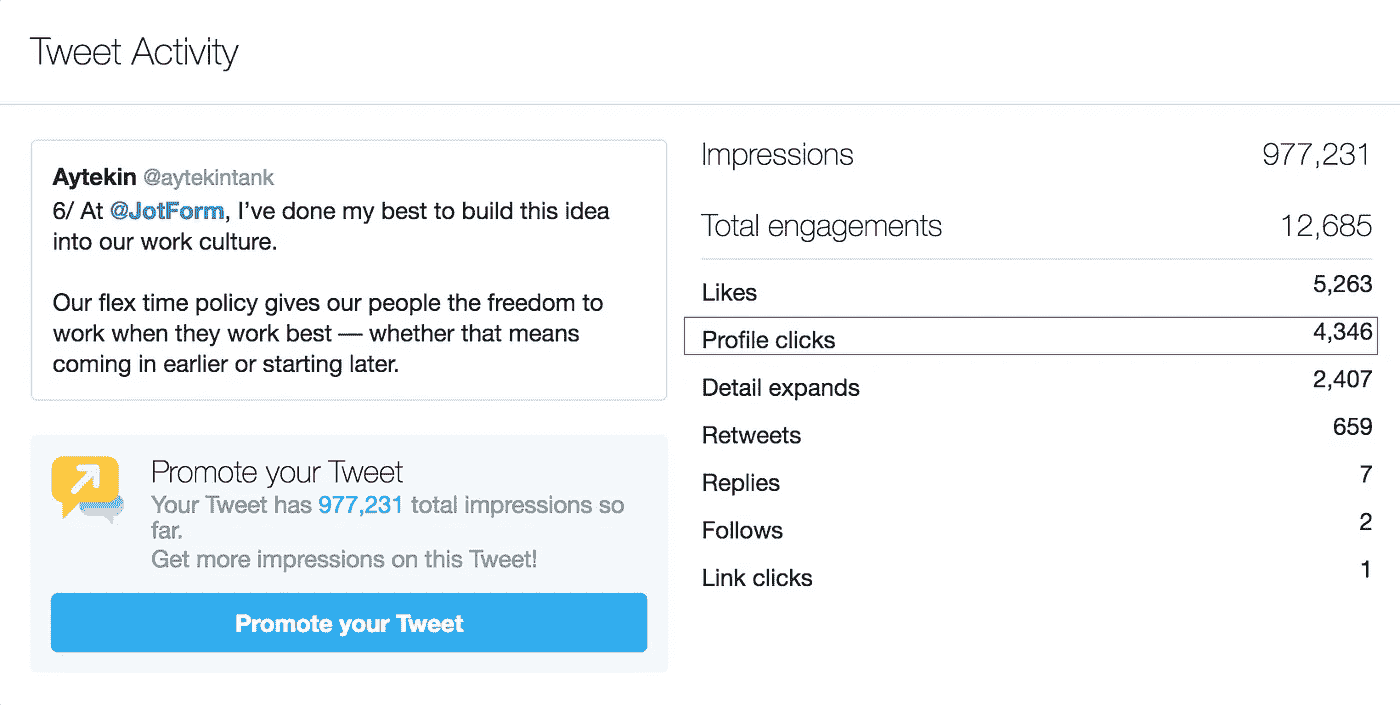 Tweet Activity
Aytekin @aytekintank
6/ At @JotForm, I’ve done my best to build this idea
into our work culture.
Our flex time policy gives our people the freedom to
work when they work best — whether that means
coming in earlier or starting later.
Promote your Tweet
Your Tweet has 977,231 total impressions so
far.
Get more impressions on this Tweet!
Promote your Tweet
Impressions 977,231
Total engagements 12,685
Likes 5,263
Profile clicks 4,346
Detail expands 2,407
Retweets 659
Replies 7
Follows 2
Link clicks 1